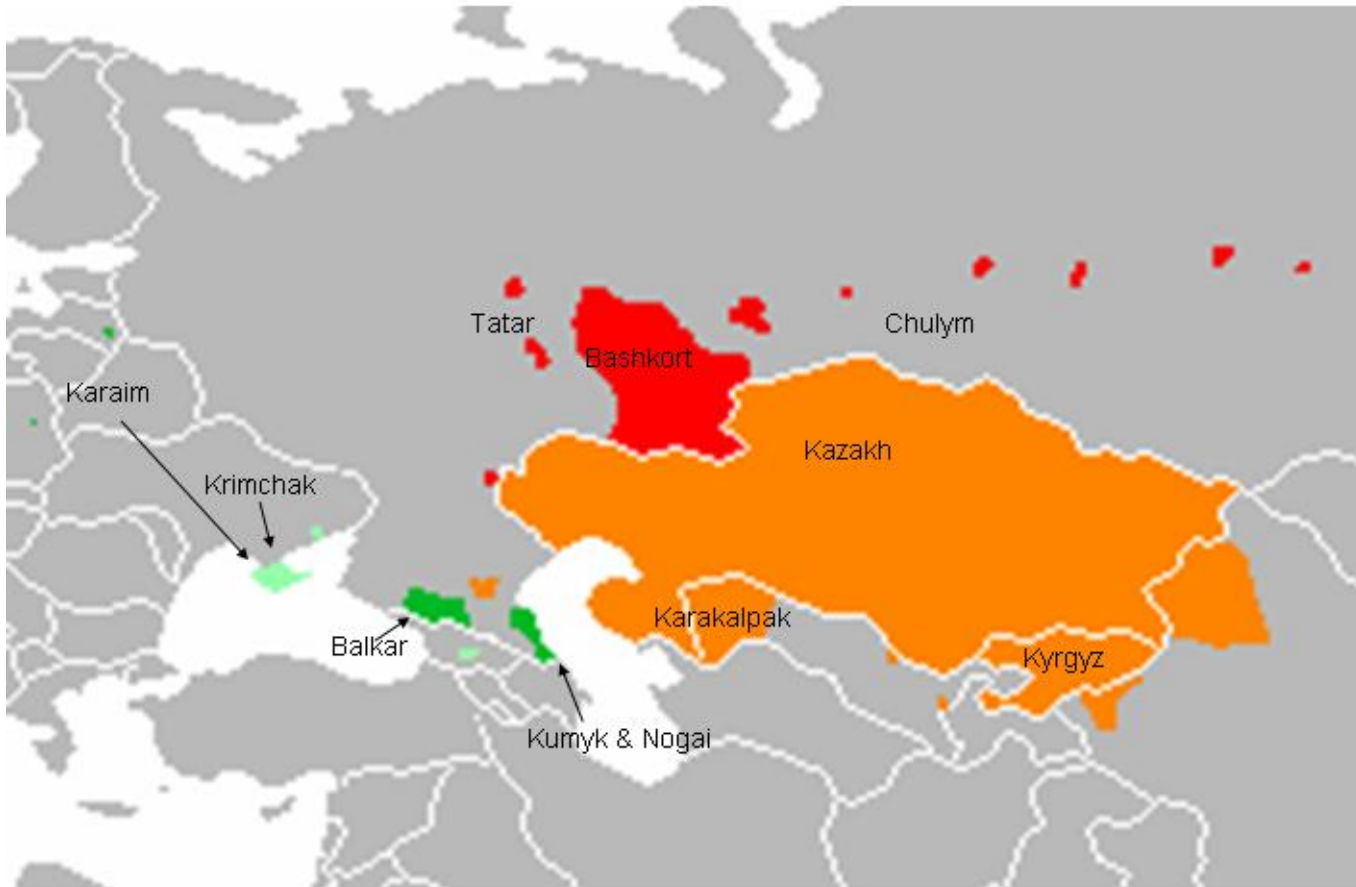 Tatar
Chulym
Bashkort
Karaim
Kazakh
Krimchak
Karakalpak
Balkar
Kyrgyz
Kumyk & Nogai